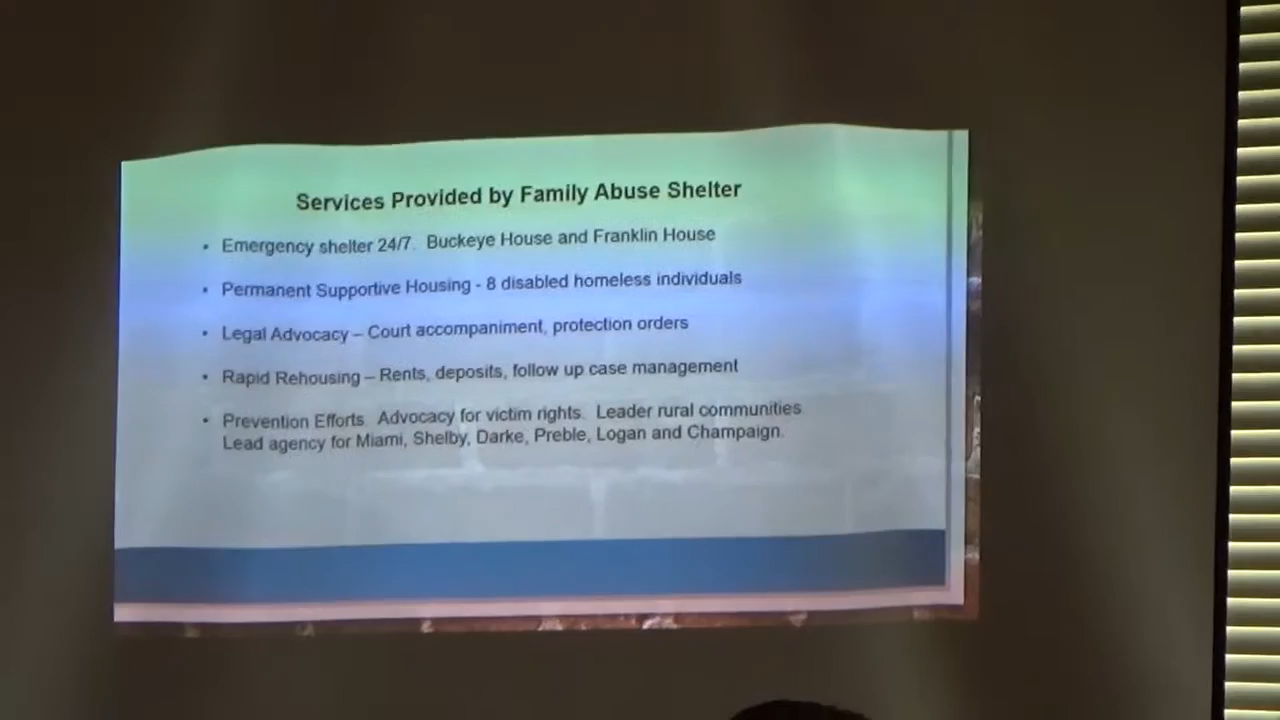 Services Provided by Family Abuse Shelter
• Emergency shelter 24/7. Buckeye House and Franklin House
• Permanent Supportive Housing - 8 disabled homeless individuals
• Legal Advocacy – Court accompaniment, protection orders
• Rapid Rehousing – Rents, deposits, follow up case management
• Prevention Efforts. Advocacy for victim rights. Leader rural communities
Lead agency for Miami, Shelby, Darke, Preble, Logan and Champaign.